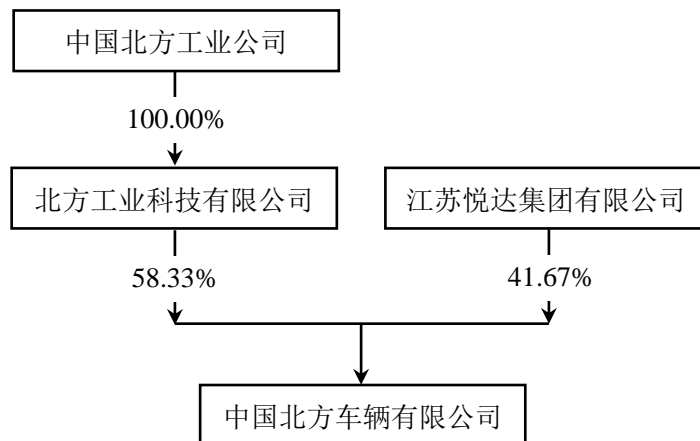 中国北方工业公司
100.00%
北方工业科技有限公司
江苏悦达集团有限公司
58.33%
41.67%
中国北方车辆有限公司